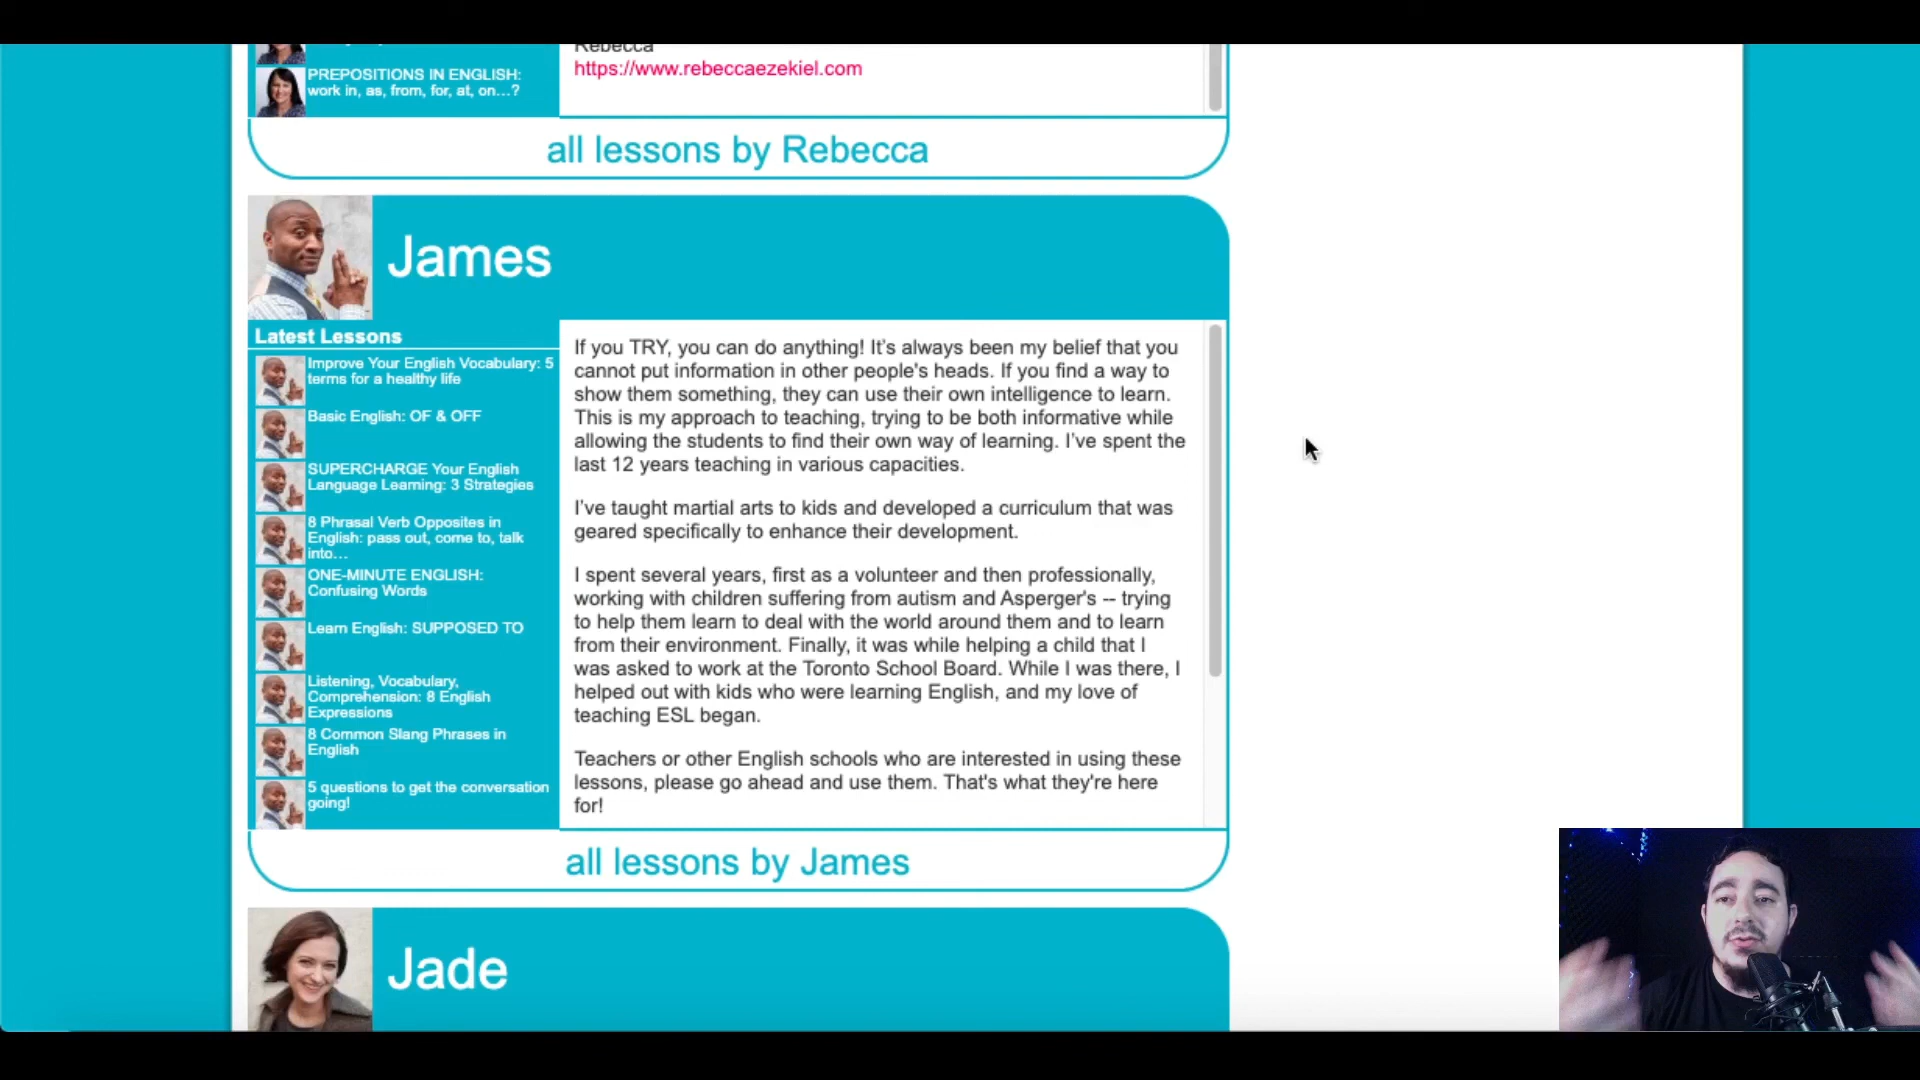 Rebecca
https://www.rebeccaezekiel.com
PREPOSITIONS IN ENGLISH:
work in, as, from, for, at, on…?
all lessons by Rebecca
James
Latest Lessons
Improve Your English Vocabulary: 5
terms for a healthy life
Basic English: OF & OFF
SUPERCHARGE Your English
Language Learning: 3 Strategies
8 Phrasal Verb Opposites in
English: pass out, come to, talk
into…
ONE-MINUTE ENGLISH:
Confusing Words
Learn English: SUPPOSED TO
Listening, Vocabulary,
Comprehension: 8 English
Expressions
8 Common Slang Phrases in
English
5 questions to get the conversation
going!
If you TRY, you can do anything! It’s always been my belief that you
cannot put information in other people's heads. If you find a way to
show them something, they can use their own intelligence to learn.
This is my approach to teaching, trying to be both informative while
allowing the students to find their own way of learning. I’ve spent the
last 12 years teaching in various capacities.
I’ve taught martial arts to kids and developed a curriculum that was
geared specifically to enhance their development.
I spent several years, first as a volunteer and then professionally,
working with children suffering from autism and Asperger's -- trying
to help them learn to deal with the world around them and to learn
from their environment. Finally, it was while helping a child that I
was asked to work at the Toronto School Board. While I was there, I
helped out with kids who were learning English, and my love of
teaching ESL began.
Teachers or other English schools who are interested in using these
lessons, please go ahead and use them. That's what they're here
for!
all lessons by James
Jade